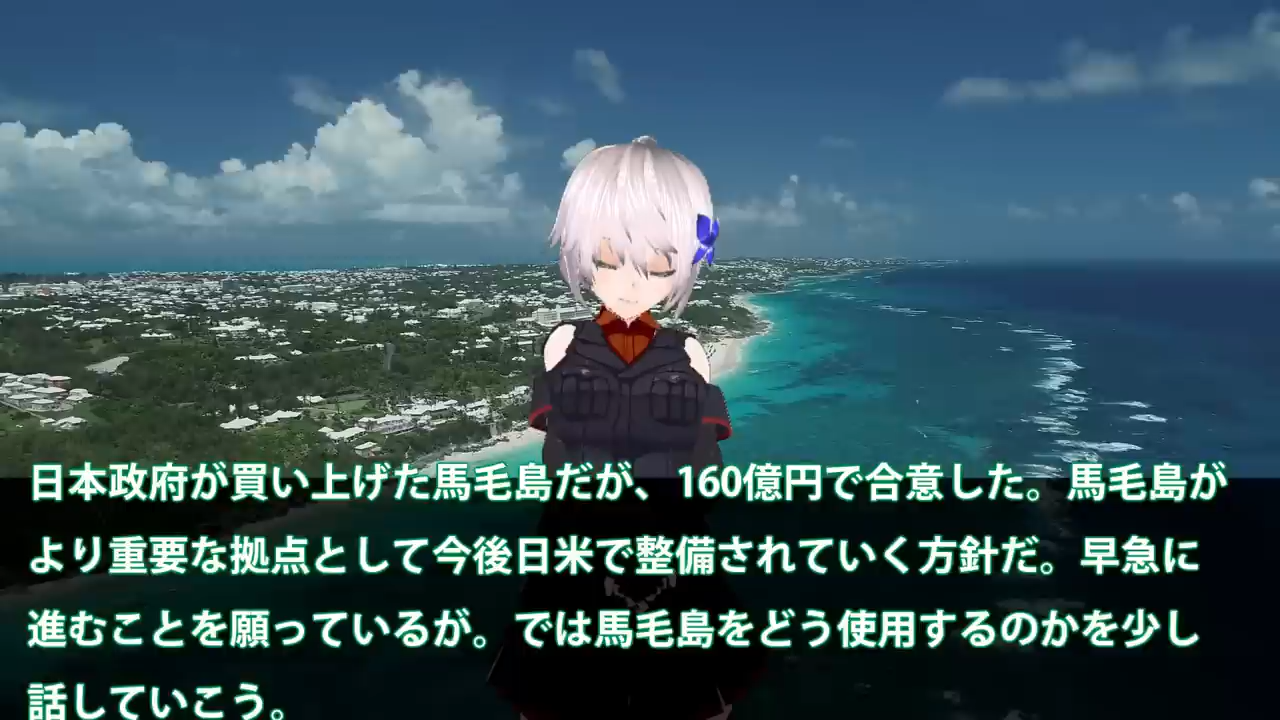 日本政府が買い上げた馬毛島だが、160億円で合意した。馬毛島が
より重要な拠点として今後日米で整備されていく方針だ。早急に
進むことを願っているが。では馬毛島をどう使用するのかを少し
話していこう。